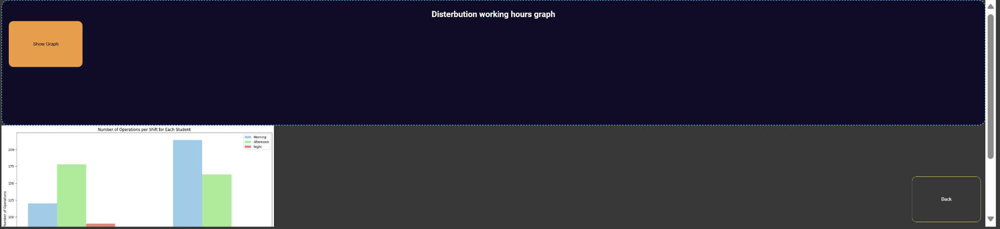 Disterbution working hours graph
Show Graph
Number of Operations per Shift for Each Student
Morning
Afternoon
Night
200
175
150
125
100
Number of Operations
Back